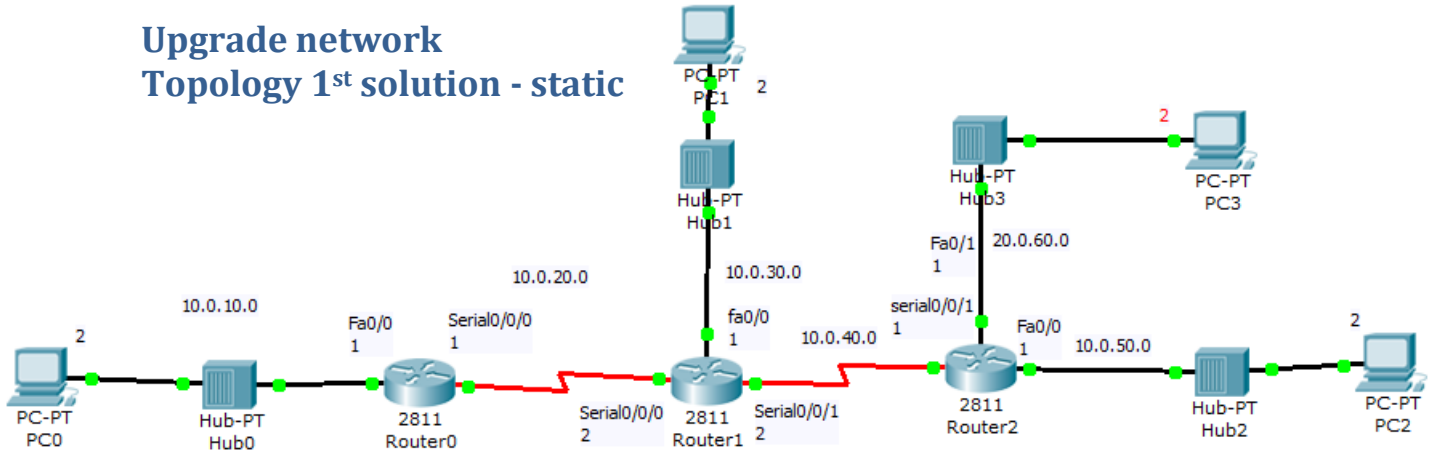 Upgrade network
Topology 1st solution - static
PC-PT
PC1
2
Hub-PT
Hub1
2
Hub-PT
Hub3
PC-PT
PC3
Fa0/1
1
20.0.60.0
10.0.20.0
10.0.30.0
10.0.10.0
2
Fa0/0
1
Serial0/0/0
1
fa0/0
1
10.0.40.0
serial0/0/1
1
Fa0/0
1
10.0.50.0
2
PC-PT
PC0
Hub-PT
Hub0
2811
Router0
Serial0/0/0
2
2811
Router1
Serial0/0/1
2
2811
Router2
Hub-PT
Hub2
PC-PT
PC2